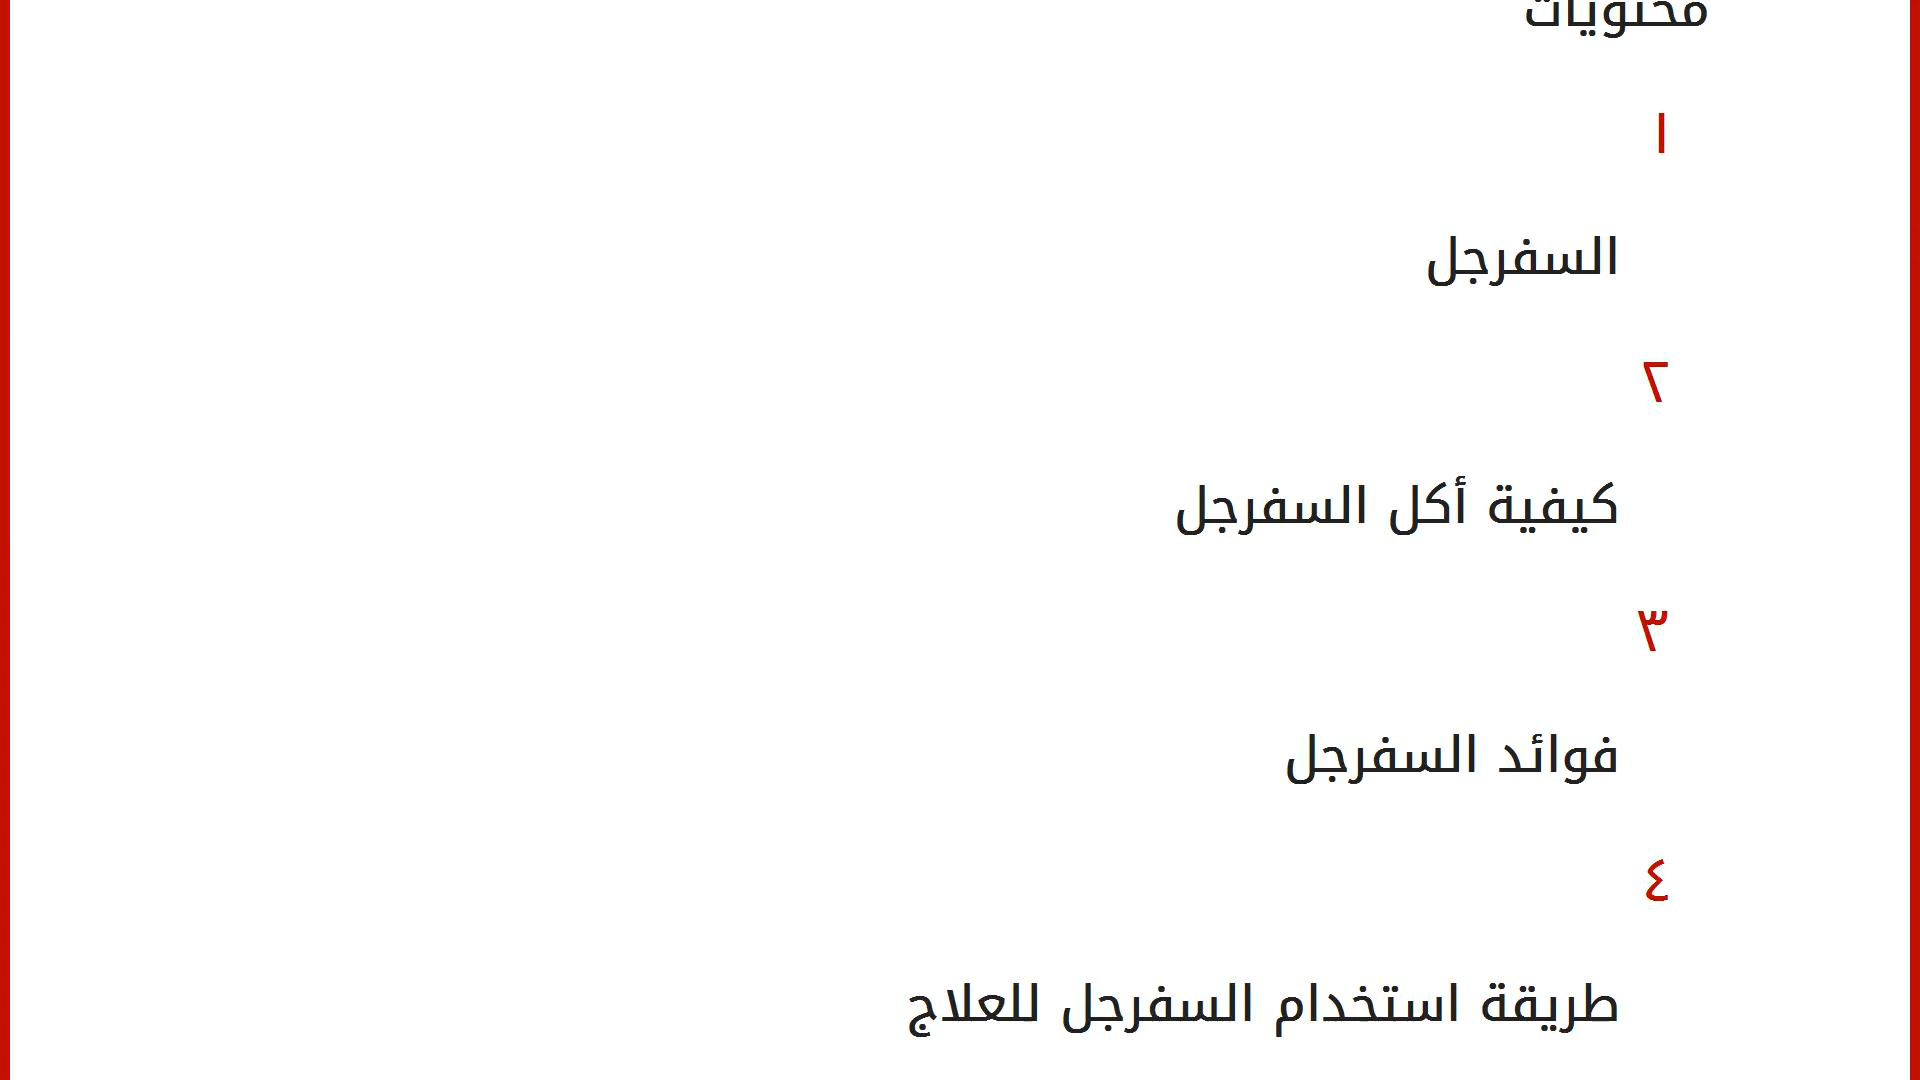 محتويات
١
السفرجل
٢
كيفية أكل السفرجل
٣
فوائد السفرجل
٤
طريقة استخدام السفرجل للعلاج